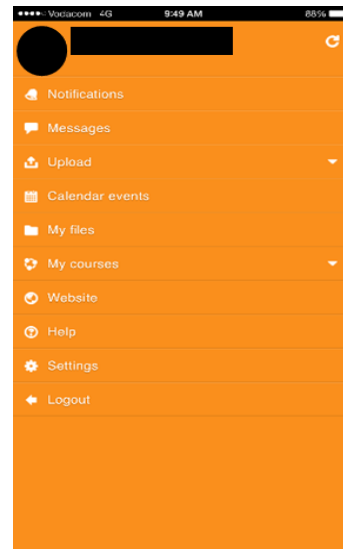 Vodacom 4G 9:49 AM 88%
Notifications
Messages
Upload
Calendar events
My files
My courses
Website
Help
Settings
Logout